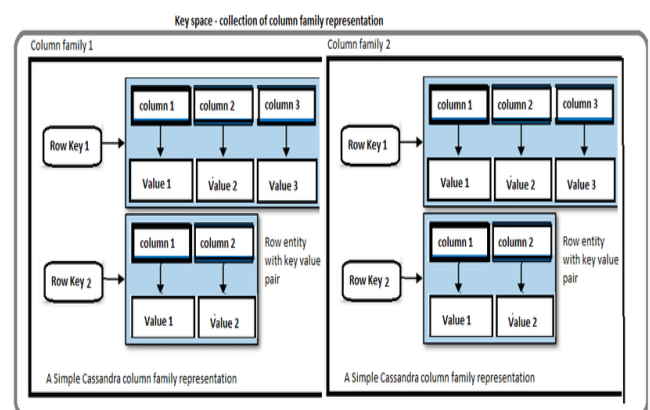 Key space - collection of column family representation
Column family 1
column 1
column 2
column 3
Row Key 1
Value 1
Value 2
Value 3
column 1
column 2
Row entity
with key value
pair
Row Key 2
Value 1
Value 2
A Simple Cassandra column family representation
Column family 2
column 1
column 2
column 3
Row Key 1
Value 1
Value 2
Value 3
column 1
column 2
Row entity
with key value
pair
Row Key 2
Value 1
Value 2
A Simple Cassandra column family representation